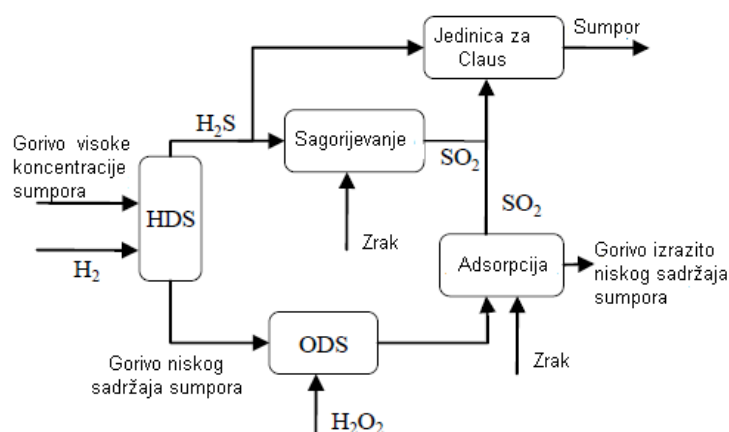 Jedinica za
Claus
Sumpor
H₂S
Sagorijevanje
SO₂
Gorivo visoke
koncentracije
sumpora
HDS
H₂
Zrak
SO₂
Adsorpcija
Gorivo izrazito
niskog sadržaja
sumpora
Gorivo niskog
sadržaja sumpora
ODS
Zrak
H₂O₂